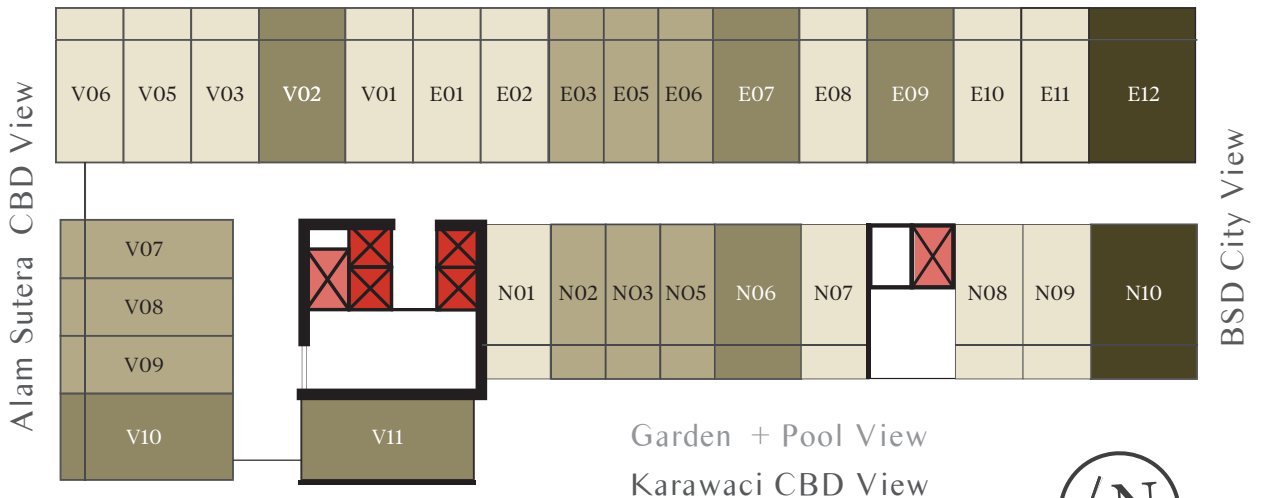 Alam Sutera CBD View
V06 V05 V03 V02 V01 E01 E02 E03 E05 E06 E07 E08 E09 E10 E11 E12
BSD City View
V07
V08
V09
V10
V11
N01 N02 NO3 NO5 N06 N07 N08 N09 N10
Garden + Pool View
Karawaci CBD View
N